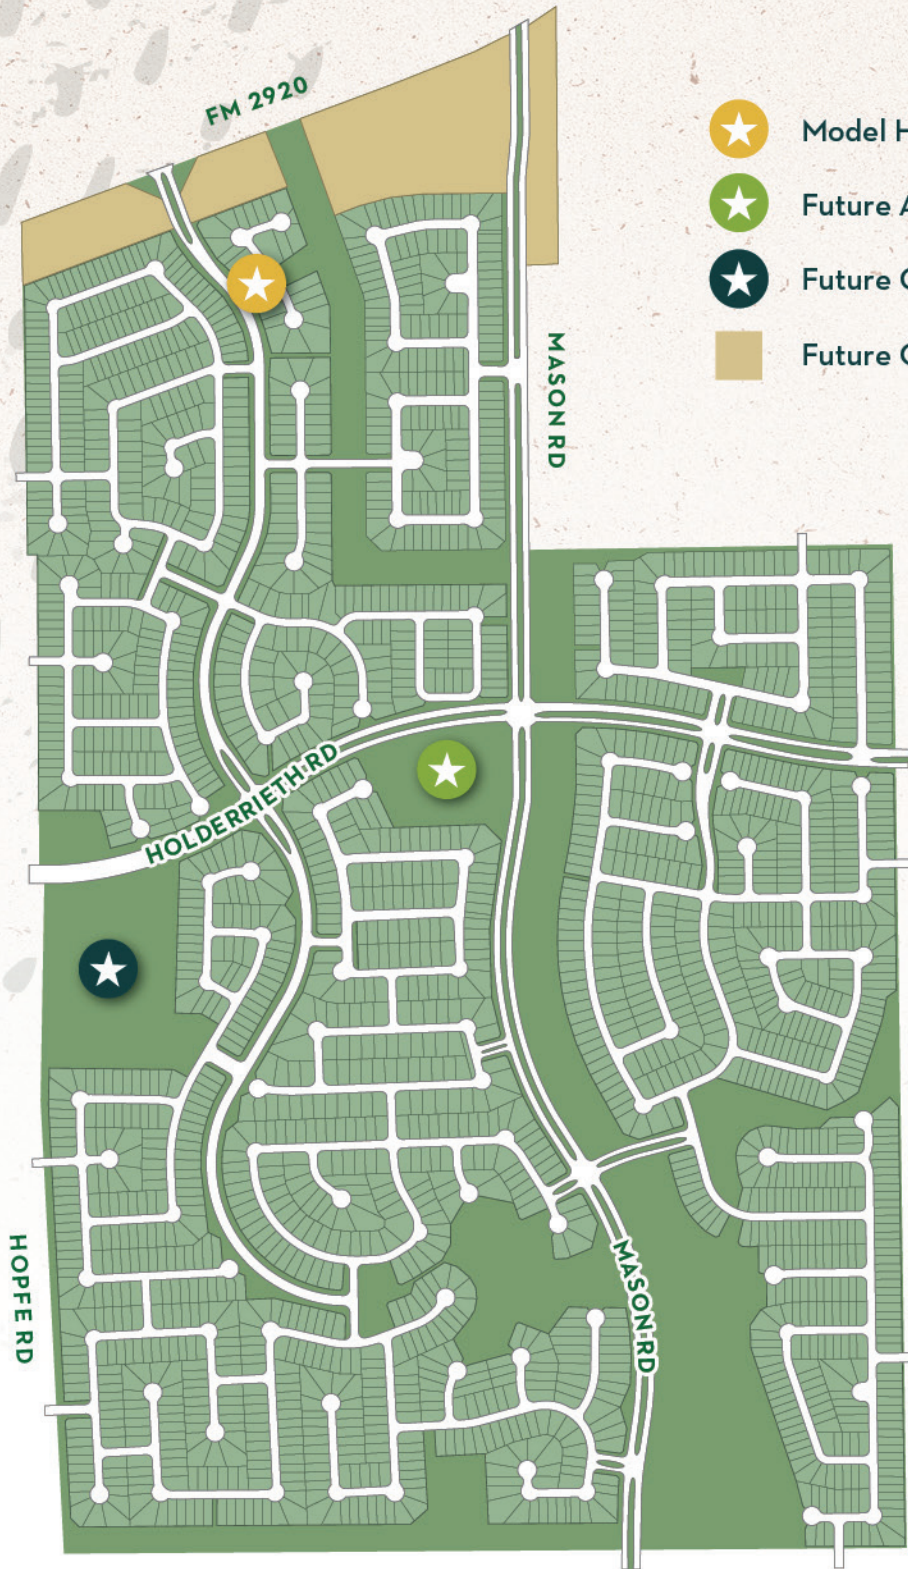 FM 2920
Model H
Future A
Future C
Future C
MASON RD
HOLDERRIETH RD
HOPFE RD
MASON RD